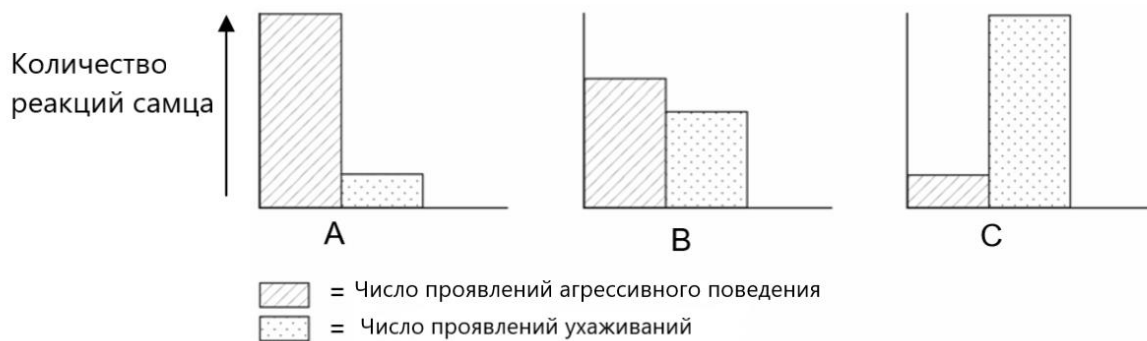 Количество
реакций самца
A
B
C
= Число проявлений агрессивного поведения
= Число проявлений ухаживаний